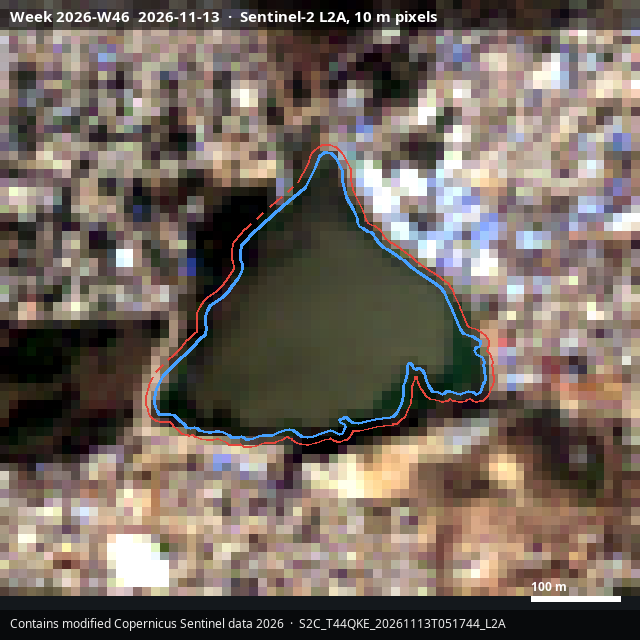 Week 2026-W46  2026-11-13  ·  Sentinel-2 L2A, 10 m pixels
100 m
Contains modified Copernicus Sentinel data 2026  ·  S2C_T44QKE_20261113T051744_L2A